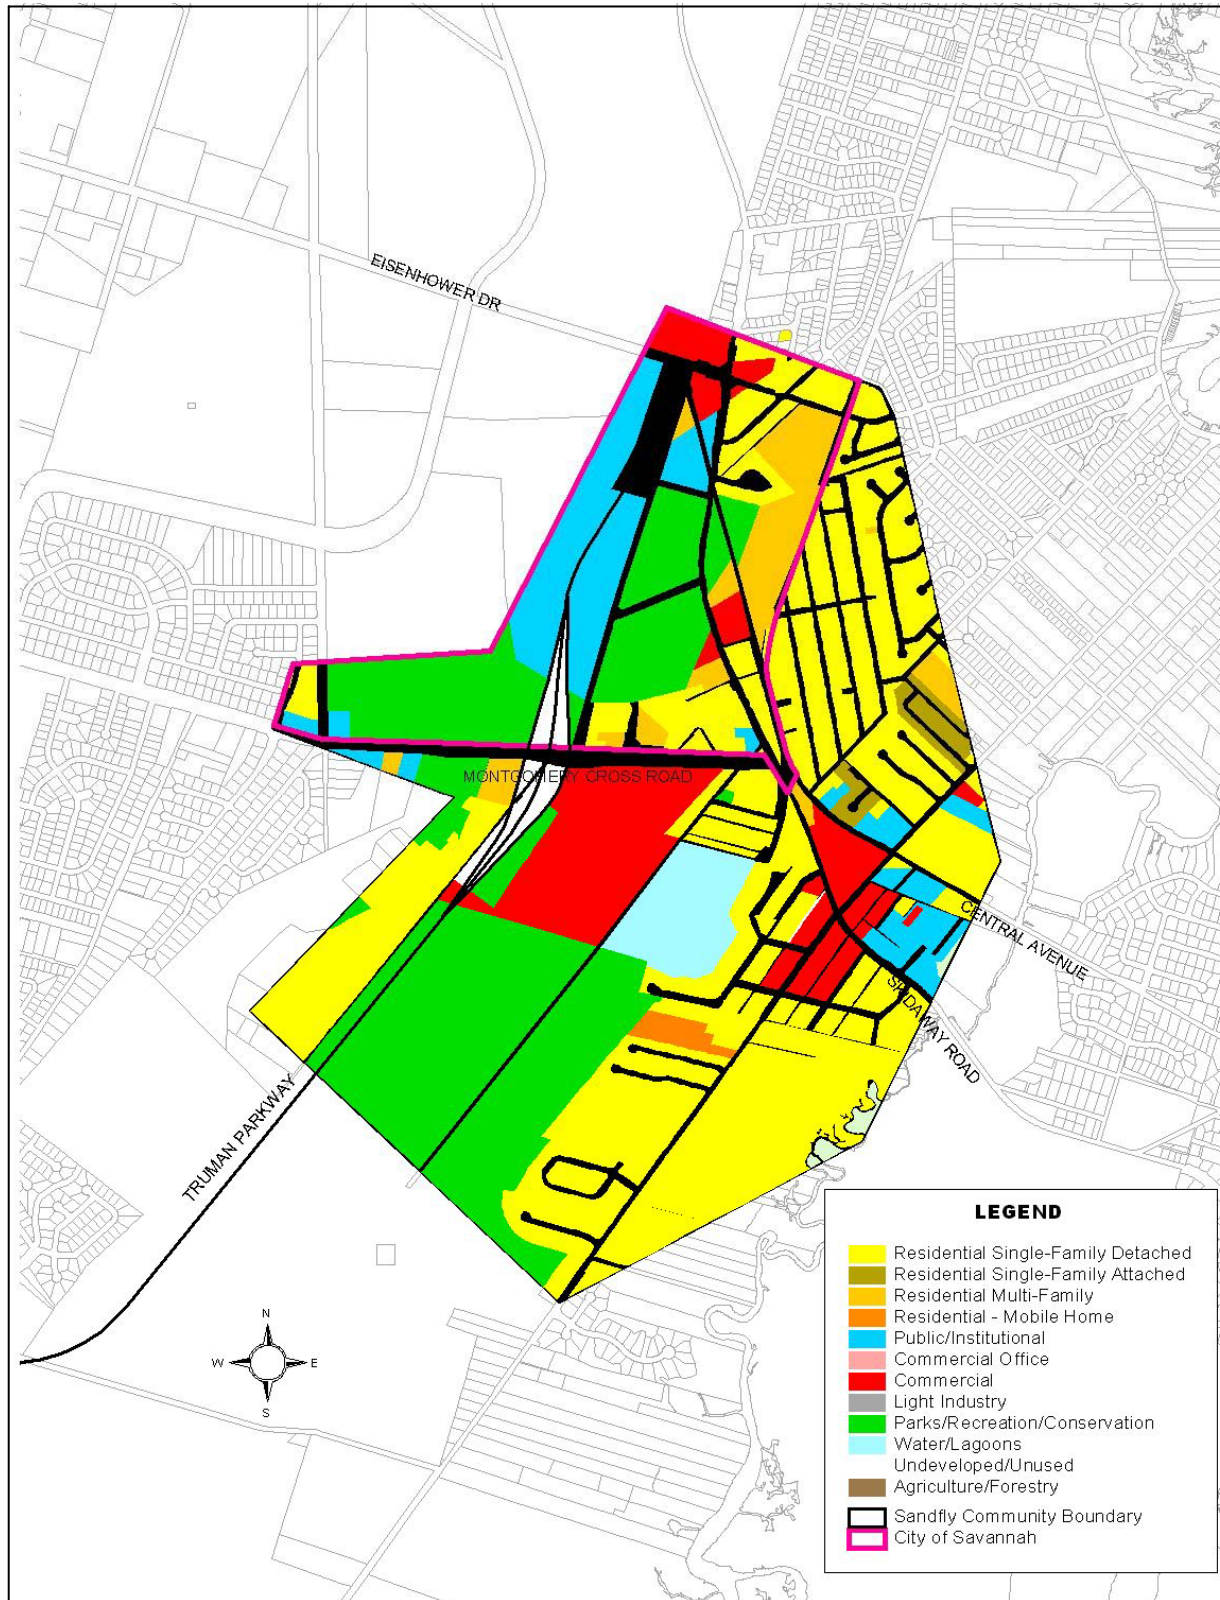 EISENHOWER DR
MONTGOMERY CROSS ROAD
CENTRAL AVENUE
SKIDAWAY ROAD
TRUMAN PARKWAY
N
W
E
S
LEGEND
Residential Single-Family Detached
Residential Single-Family Attached
Residential Multi-Family
Residential - Mobile Home
Public/Institutional
Commercial Office
Commercial
Light Industry
Parks/Recreation/Conservation
Water/Lagoons
Undeveloped/Unused
Agriculture/Forestry
Sandfly Community Boundary
City of Savannah